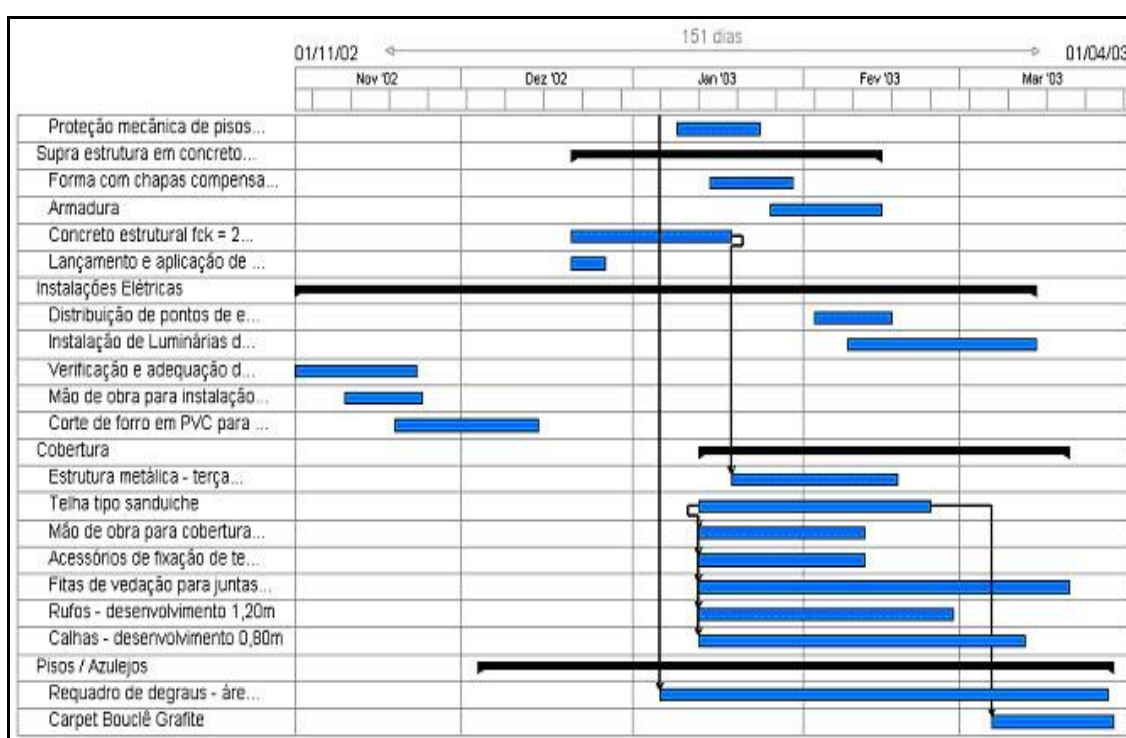 151 dias
01/11/02 01/04/03
Nov '02 Dez '02 Jan '03 Fev '03 Mar '03
Proteção mecânica de pisos...
Supra estrutura em concreto...
Forma com chapas compensa...
Armadura
Concreto estrutural fck = 2...
Lançamento e aplicação de ...
Instalações Elétricas
Distribuição de pontos de e...
Instalação de Luminárias d...
Verificação e adequação d...
Mão de obra para instalação...
Corte de forro em PVC para ...
Cobertura
Estrutura metálica - terça...
Telha tipo sanduiche
Mão de obra para cobertura
Acessórios de fixação de te...
Fitas de vedação para juntas...
Rufos - desenvolvimento 1,20m
Calhas - desenvolvimento 0,80m
Pisos / Azulejos
Requadro de degraus - áre...
Carpet Bouclê Grafite